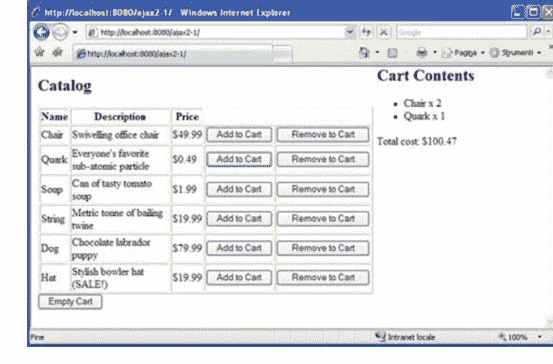 http://localhost:8080/ajax2-1/ Windows Internet Explorer
http://localhost:8080/ajax2-1/
Google
http://localhost:8080/ajax2-1/
Pagina
Strumenti
Catalog
Name Description Price
Chair Swivelling office chair $49.99 Add to Cart Remove to Cart
Quark Everyone's favorite
sub-atomic particle $0.49 Add to Cart Remove to Cart
Soup Can of tasty tomato
soup $1.99 Add to Cart Remove to Cart
String Metric tonne of bailing
twine $19.99 Add to Cart Remove to Cart
Dog Chocolate labrador
puppy $79.99 Add to Cart Remove to Cart
Hat Stylish bowler hat
(SALE!) $19.99 Add to Cart Remove to Cart
Empty Cart
Cart Contents
Chair x 2
Quark x 1
Total cost: $100.47
Fine
Intranet locale
100%